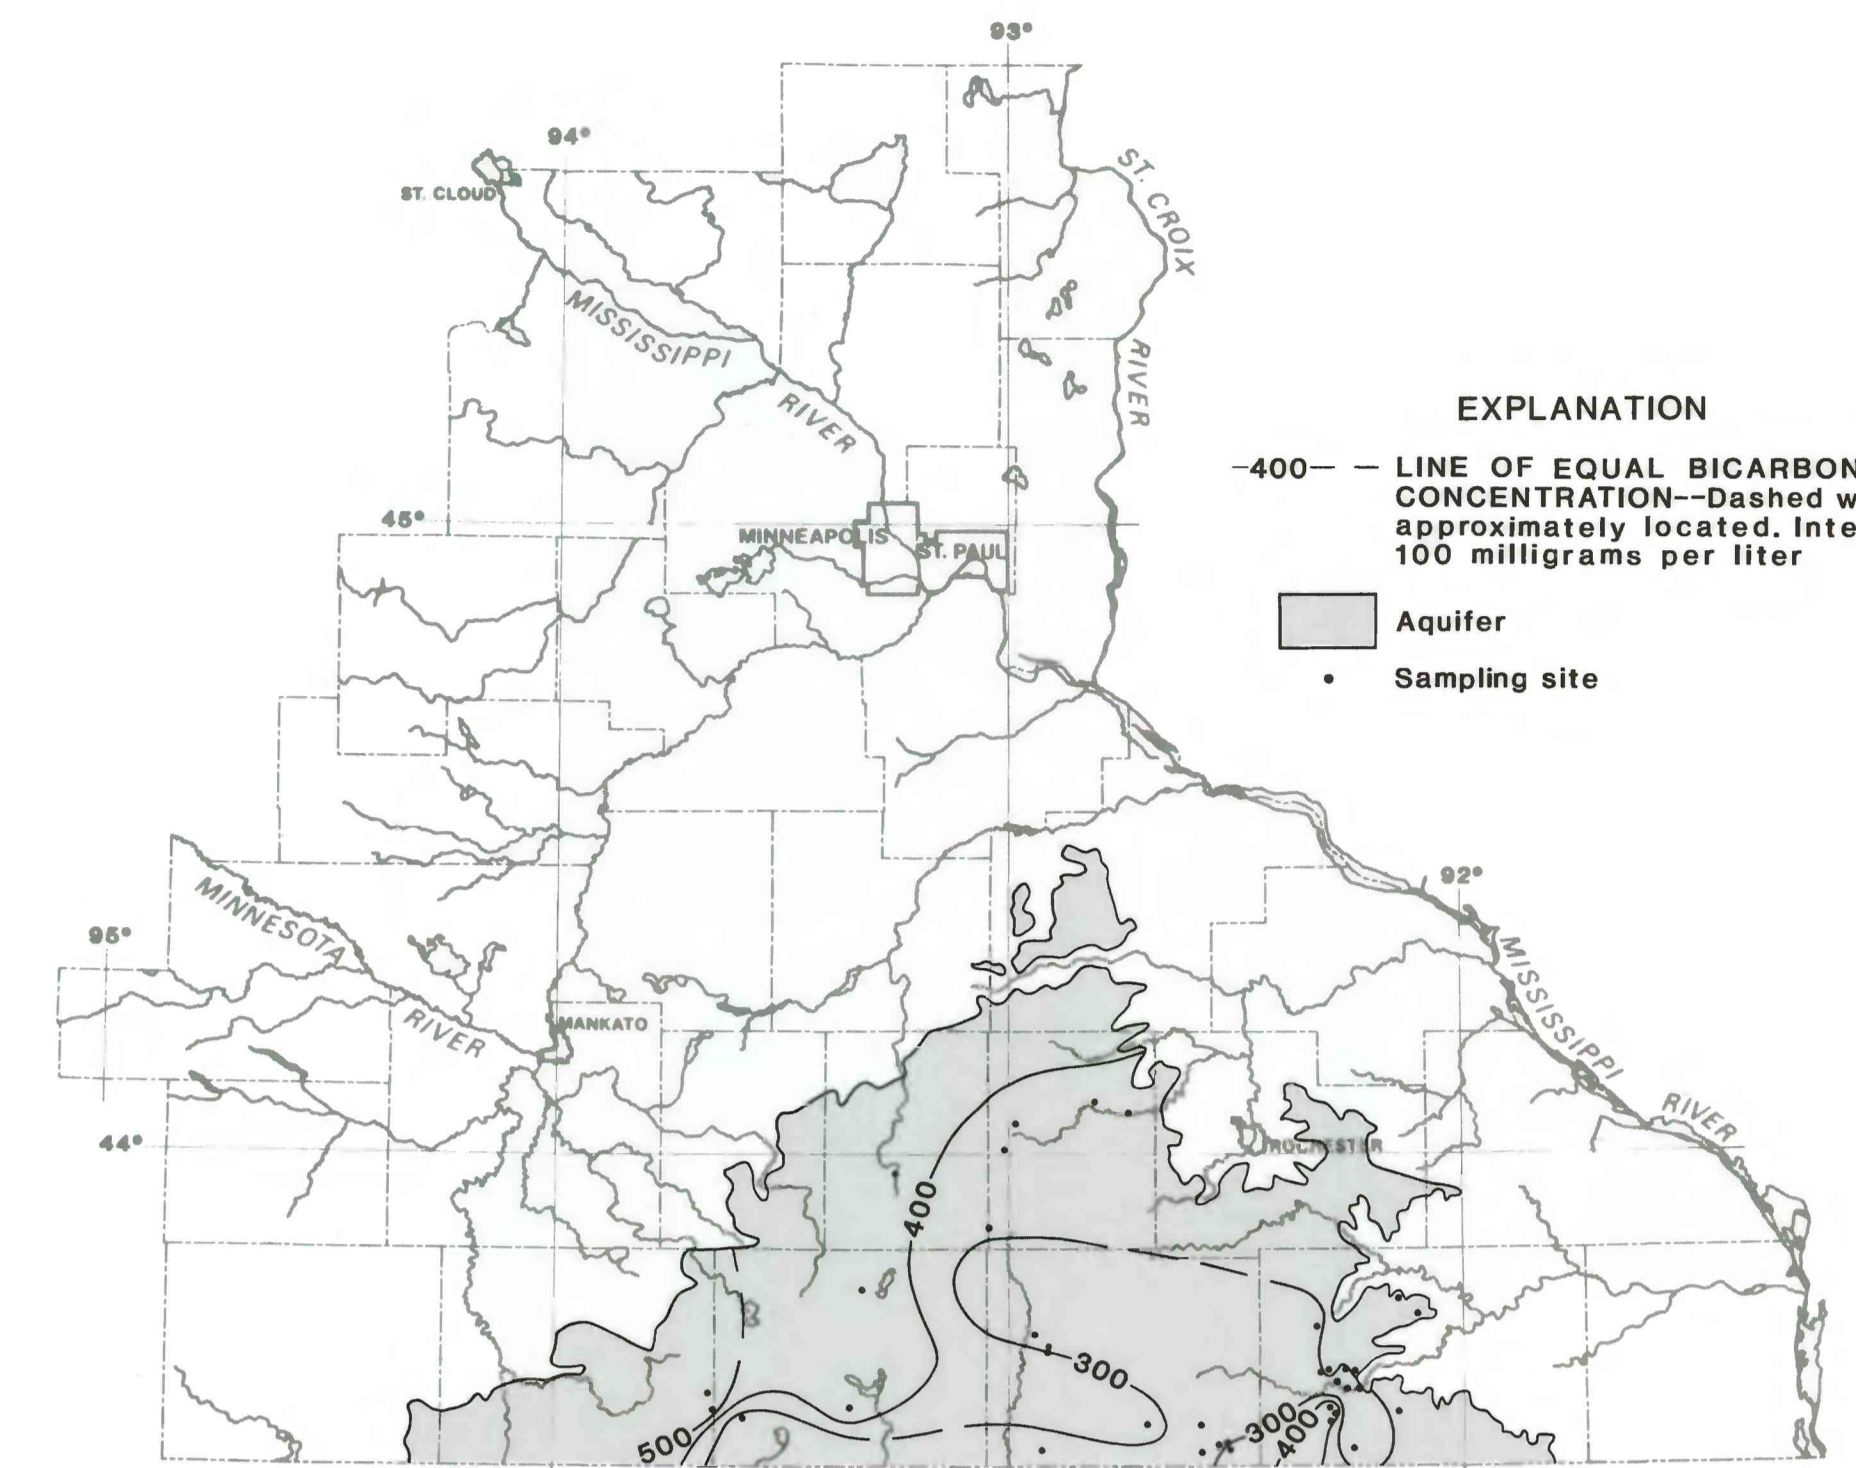 93°
94°
ST. CLOUD
ST. CROIX
RIVER
MISSISSIPPI
RIVER
EXPLANATION
-400- - LINE OF EQUAL BICARBON
CONCENTRATION--Dashed w
approximately located. Inte
100 milligrams per liter
Aquifer
Sampling site
45°
MINNEAPOLIS
ST. PAUL
92°
MINNESOTA
RIVER
95°
MISSISSIPPI
RIVER
MANKATO
44°
ROCHESTER
400
300
500
300
400